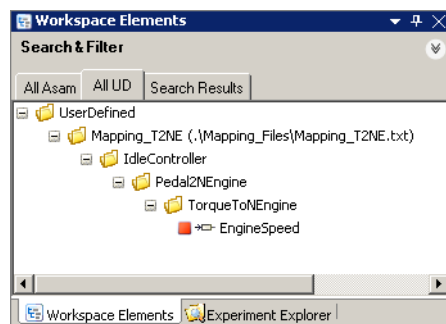 Workspace Elements
Search & Filter
All Asam All UD Search Results
UserDefined
Mapping_T2NE (.\Mapping_Files\Mapping_T2NE.txt)
IdleController
Pedal2NEngine
TorqueToNEngine
EngineSpeed
Workspace Elements Experiment Explorer